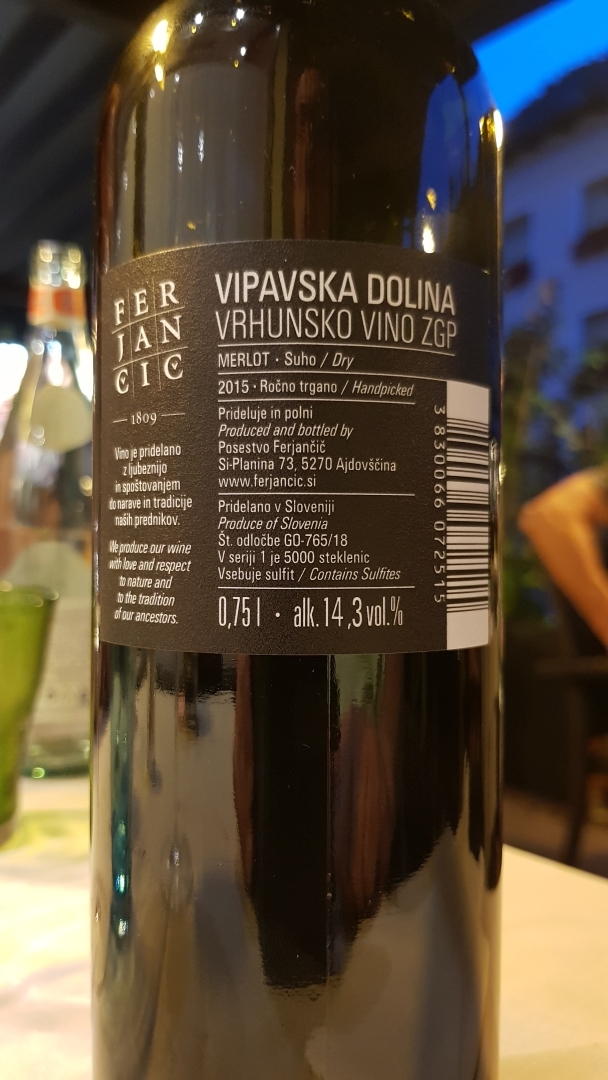 FER
JAN
CIC
1809
Vino je pridelano
z ljubeznijo
in spoštovanjem
do narave in tradicije
naših prednikov.
We produce our wine
with love and respect
to nature and
to the tradition
of our ancestors.
VIPAVSKA DOLINA
VRHUNSKO VINO ZGP
MERLOT · Suho / Dry
2015 · Ročno trgano / Handpicked
Prideluje in polni
Produced and bottled by
Posestvo Ferjančič
Si-Planina 73, 5270 Ajdovščina
www.ferjancic.si
Pridelano v Sloveniji
Produce of Slovenia
Št. odločbe GO-765/18
V seriji 1 je 5000 steklenic
Vsebuje sulfit / Contains Sulfites
0,75 l · alk. 14 ,3 vol.%
3 830066 072515